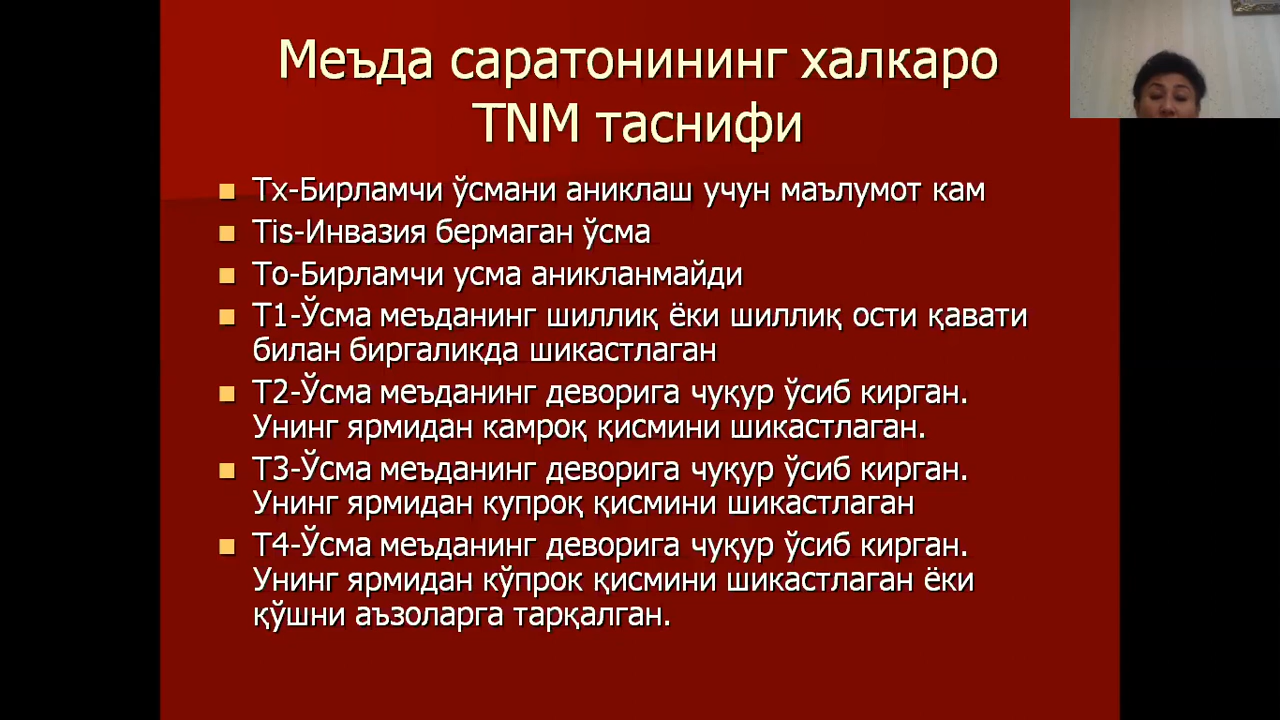 Меъда саратонининг халкаро
TNM таснифи
Тх-Бирламчи ўсмани аниклаш учун маълумот кам
Tis-Инвазия бермаган ўсма
То-Бирламчи усма аникланмайди
Т1-Ўсма меъданинг шиллиқ ёки шиллиқ ости қавати
билан биргаликда шикастлаган
Т2-Ўсма меъданинг деворига чуқур ўсиб кирган.
Унинг ярмидан камроқ қисмини шикастлаган.
Т3-Ўсма меъданинг деворига чуқур ўсиб кирган.
Унинг ярмидан купроқ қисмини шикастлаган
Т4-Ўсма меъданинг деворига чуқур ўсиб кирган.
Унинг ярмидан кўпрок қисмини шикастлаган ёки
қўшни аъзоларга тарқалган.